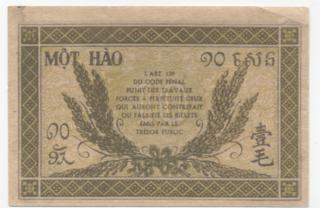 MỘT HÀO
L'ART 139
DU CODE PÉNAL
PUNIT DES TRAVAUX
FORCÉS A PERPÉTUITÉ CEUX
QUI AURONT CONTREFAIT
OU FALSIFIÉ LES BILLETS
ÉMIS PAR LE
TRÉSOR PUBLIC
壹
毛